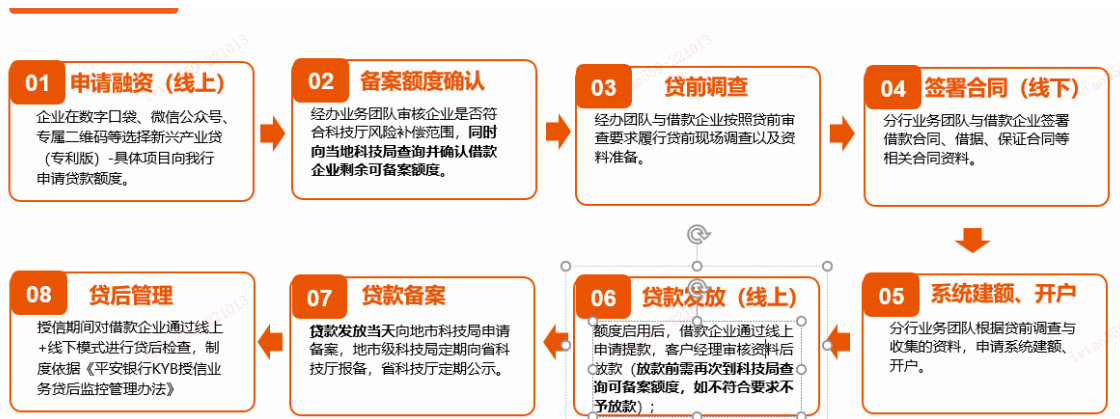 01 申请融资（线上）
企业在数字口袋、微信公众号、
专属二维码等选择新兴产业贷
（专利版）-具体项目向我行
申请贷款额度。
02 备案额度确认
经办业务团队审核企业是否符
合科技厅风险补偿范围，同时
向当地科技局查询并确认借款
企业剩余可备案额度。
03 贷前调查
经办团队与借款企业按照贷前审
查要求履行贷前现场调查以及资
料准备。
04 签署合同（线下）
分行业务团队与借款企业签署
借款合同、借据、保证合同等
相关合同资料。
05 系统建额、开户
分行业务团队根据贷前调查与
收集的资料，申请系统建额、
开户。
06 贷款发放（线上）
额度启用后，借款企业通过线上
申请提款，客户经理审核资料后
放款（放款前需再次到科技局查
询可备案额度，如不符合要求不
予放款）；
07 贷款备案
贷款发放当天向地市科技局申请
备案，地市级科技局定期向省科
技厅报备，省科技厅定期公示。
08 贷后管理
授信期间对借款企业通过线上
+线下模式进行贷后检查，制
度依据《平安银行KYB授信业
务贷后监控管理办法》